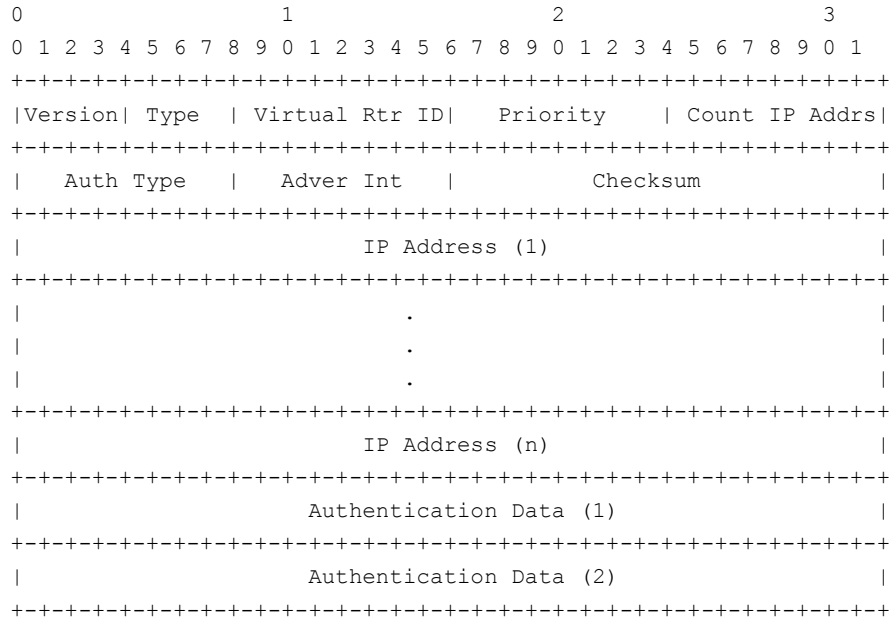 0                   1                   2                   3
0 1 2 3 4 5 6 7 8 9 0 1 2 3 4 5 6 7 8 9 0 1 2 3 4 5 6 7 8 9 0 1
+-+-+-+-+-+-+-+-+-+-+-+-+-+-+-+-+-+-+-+-+-+-+-+-+-+-+-+-+-+-+-+-+
|Version| Type  | Virtual Rtr ID|   Priority    | Count IP Addrs|
+-+-+-+-+-+-+-+-+-+-+-+-+-+-+-+-+-+-+-+-+-+-+-+-+-+-+-+-+-+-+-+-+
|   Auth Type   |   Adver Int   |          Checksum             |
+-+-+-+-+-+-+-+-+-+-+-+-+-+-+-+-+-+-+-+-+-+-+-+-+-+-+-+-+-+-+-+-+
|                         IP Address (1)                        |
+-+-+-+-+-+-+-+-+-+-+-+-+-+-+-+-+-+-+-+-+-+-+-+-+-+-+-+-+-+-+-+-+
|                            .                                  |
|                            .                                  |
|                            .                                  |
+-+-+-+-+-+-+-+-+-+-+-+-+-+-+-+-+-+-+-+-+-+-+-+-+-+-+-+-+-+-+-+-+
|                         IP Address (n)                        |
+-+-+-+-+-+-+-+-+-+-+-+-+-+-+-+-+-+-+-+-+-+-+-+-+-+-+-+-+-+-+-+-+
|                     Authentication Data (1)                   |
+-+-+-+-+-+-+-+-+-+-+-+-+-+-+-+-+-+-+-+-+-+-+-+-+-+-+-+-+-+-+-+-+
|                     Authentication Data (2)                   |
+-+-+-+-+-+-+-+-+-+-+-+-+-+-+-+-+-+-+-+-+-+-+-+-+-+-+-+-+-+-+-+-+